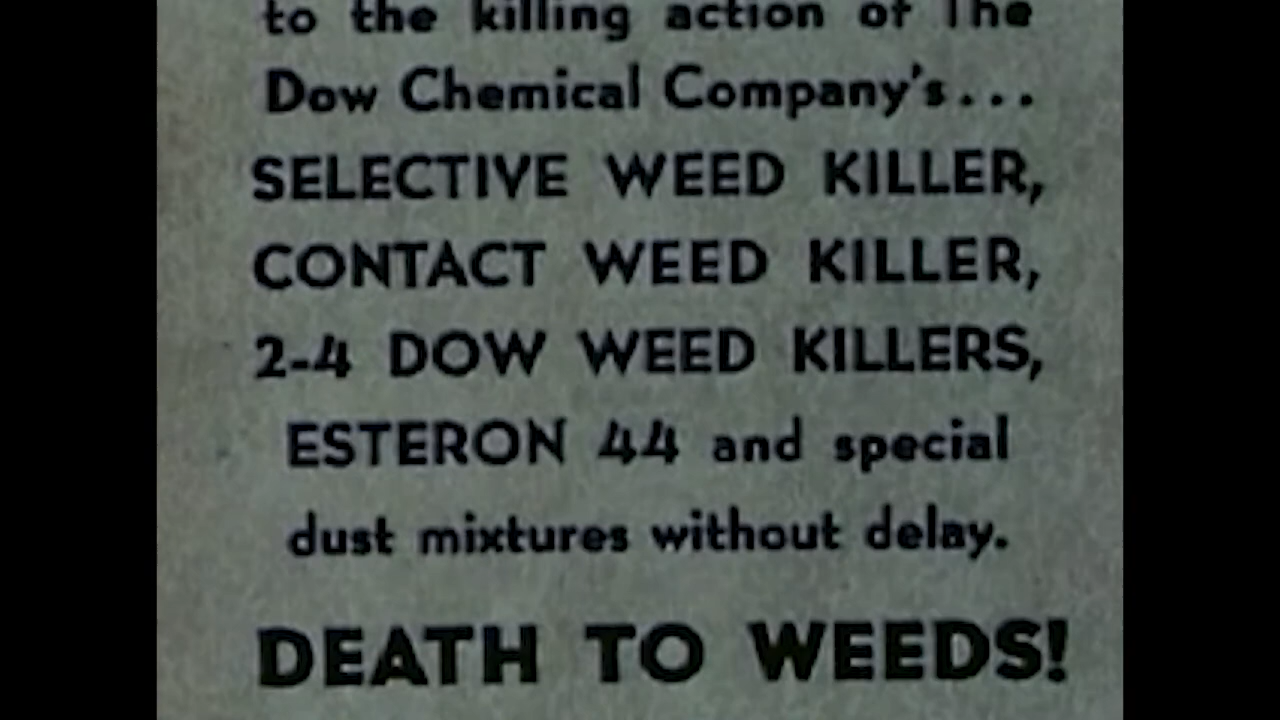 to the killing action of The
Dow Chemical Company's...
SELECTIVE WEED KILLER,
CONTACT WEED KILLER,
2-4 DOW WEED KILLERS,
ESTERON 44 and special
dust mixtures without delay.
DEATH TO WEEDS!